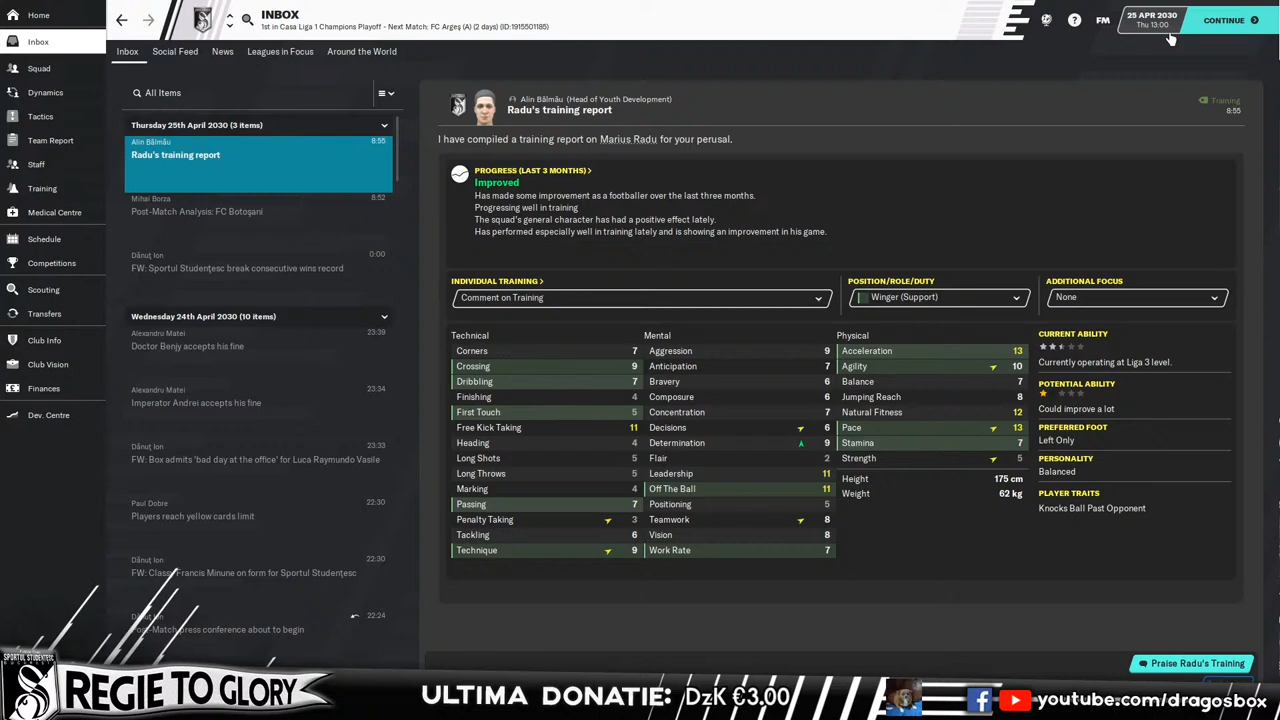 Home
Inbox
Squad
Dynamics
Tactics
Team Report
Staff
Training
Medical Centre
Schedule
Competitions
Scouting
Transfers
Club Info
Club Vision
Finances
Dev. Centre
INBOX
1st in Casa Liga 1 Champions Playoff - Next Match: FC Argeș (A) (2 days) (ID:1915501185)
FM
25 APR 2030
Thu 13:00
CONTINUE
Inbox Social Feed News Leagues in Focus Around the World
All Items
Thursday 25th April 2030 (3 items)
Alin Bălmău 8:55
Radu's training report
Mihai Borza 8:52
Post-Match Analysis: FC Botoșani
Dănuț Ion 0:00
FW: Sportul Studențesc break consecutive wins record
Wednesday 24th April 2030 (10 items)
Alexandru Matei 23:39
Doctor Benjy accepts his fine
Alexandru Matei 23:34
Imperator Andrei accepts his fine
Dănuț Ion 23:33
FW: Box admits 'bad day at the office' for Luca Raymundo Vasile
Paul Dobre 22:30
Players reach yellow cards limit
Dănuț Ion 22:30
FW: Classy Francis Minune on form for Sportul Studențesc
Dănuț Ion 22:24
Post-Match press conference about to begin
Alin Bălmău (Head of Youth Development)
Radu's training report
Training
8:55
I have compiled a training report on Marius Radu for your perusal.
PROGRESS (LAST 3 MONTHS)
Improved
Has made some improvement as a footballer over the last three months.
Progressing well in training
The squad's general character has had a positive effect lately.
Has performed especially well in training lately and is showing an improvement in his game.
INDIVIDUAL TRAINING POSITION/ROLE/DUTY ADDITIONAL FOCUS
Comment on Training Winger (Support) None
Technical Mental Physical
Corners 7 Aggression 9 Acceleration 13
Crossing 9 Anticipation 7 Agility 10
Dribbling 7 Bravery 6 Balance 7
Finishing 4 Composure 6 Jumping Reach 8
First Touch 5 Concentration 7 Natural Fitness 12
Free Kick Taking 11 Decisions 6 Pace 13
Heading 4 Determination 9 Stamina 7
Long Shots 5 Flair 2 Strength 5
Long Throws 5 Leadership 11
Marking 4 Off The Ball 11
Passing 7 Positioning 5
Penalty Taking 3 Teamwork 8
Tackling 6 Vision 8
Technique 9 Work Rate 7
Height 175 cm
Weight 62 kg
CURRENT ABILITY
Currently operating at Liga 3 level.
POTENTIAL ABILITY
Could improve a lot
PREFERRED FOOT
Left Only
PERSONALITY
Balanced
PLAYER TRAITS
Knocks Ball Past Opponent
Praise Radu's Training
SPORTUL STUDENȚESC
REGIE TO GLORY
ULTIMA DONATIE: DzK €3.00
youtube.com/dragosbox